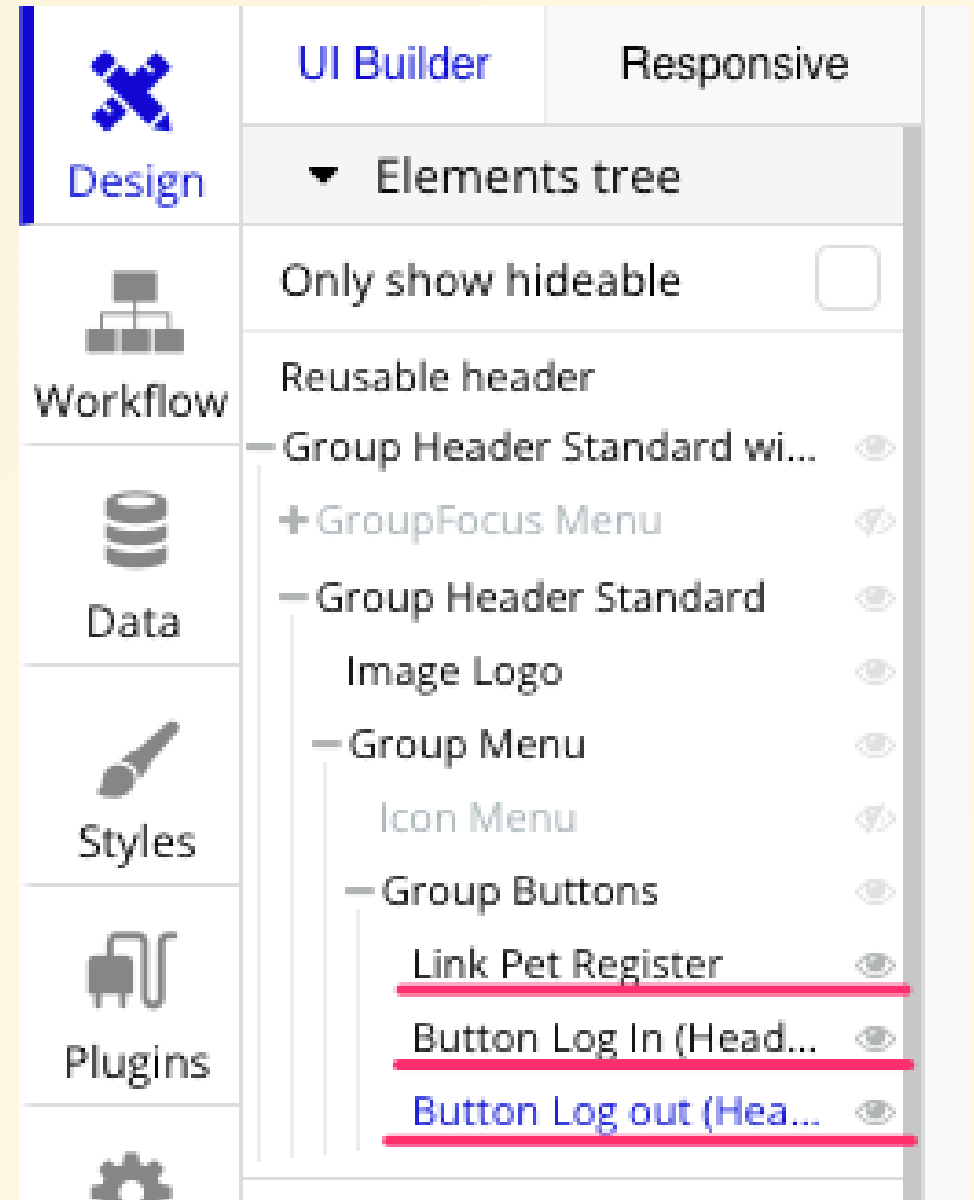 UI Builder
Responsive
Design
Elements tree
Only show hideable
Workflow
Reusable header
Group Header Standard wi...
GroupFocus Menu
Data
Group Header Standard
Image Logo
Group Menu
Styles
Icon Menu
Group Buttons
Link Pet Register
Plugins
Button Log In (Head...
Button Log out (Hea...